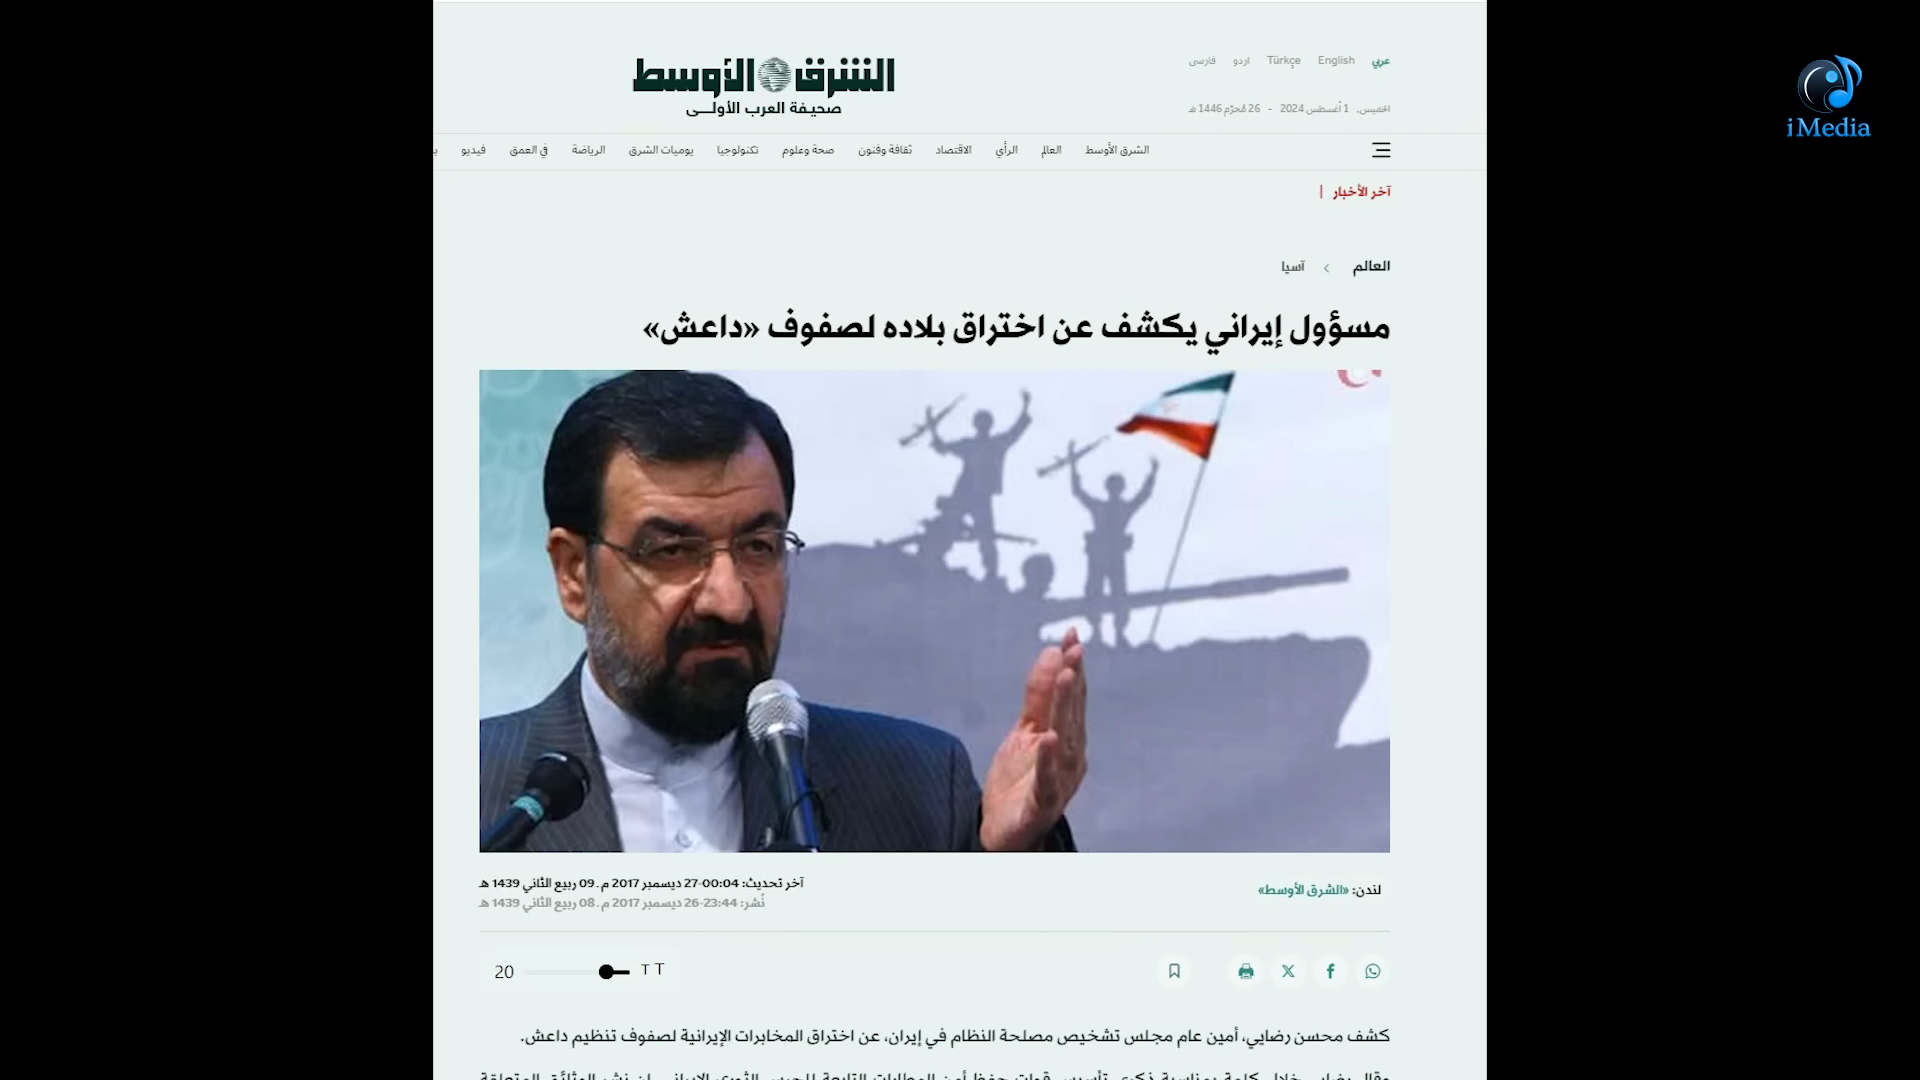 عربي English Türkçe اردو فارسى
الشرق الأوسط
صحيفة العرب الأولى
الخميس, 1 أغسطس 2024 - 26 مُحرَّم 1446 هـ
iMedia
الشرق الأوسط العالم الرأي الاقتصاد ثقافة وفنون صحة وعلوم تكنولوجيا يوميات الشرق الرياضة في العمق فيديو
آخر الأخبار |
العالم › آسيا
مسؤول إيراني يكشف عن اختراق بلاده لصفوف «داعش»
لندن: «الشرق الأوسط»
آخر تحديث: 00:04-27 ديسمبر 2017 م . 09 ربيع الثاني 1439 هـ
نُشر: 23:44-26 ديسمبر 2017 م . 08 ربيع الثاني 1439 هـ
20 T T
كشف محسن رضايي، أمين عام مجلس تشخيص مصلحة النظام في إيران، عن اختراق المخابرات الإيرانية لصفوف تنظيم داعش.